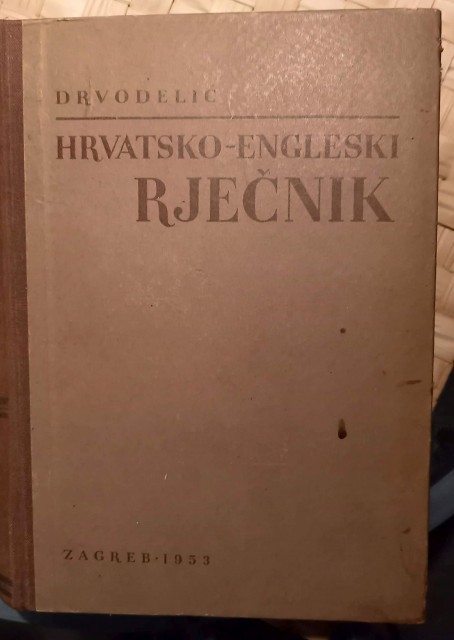 DRVODELIĆ
HRVATSKO-ENGLESKI
RJEČNIK
ZAGREB·1953